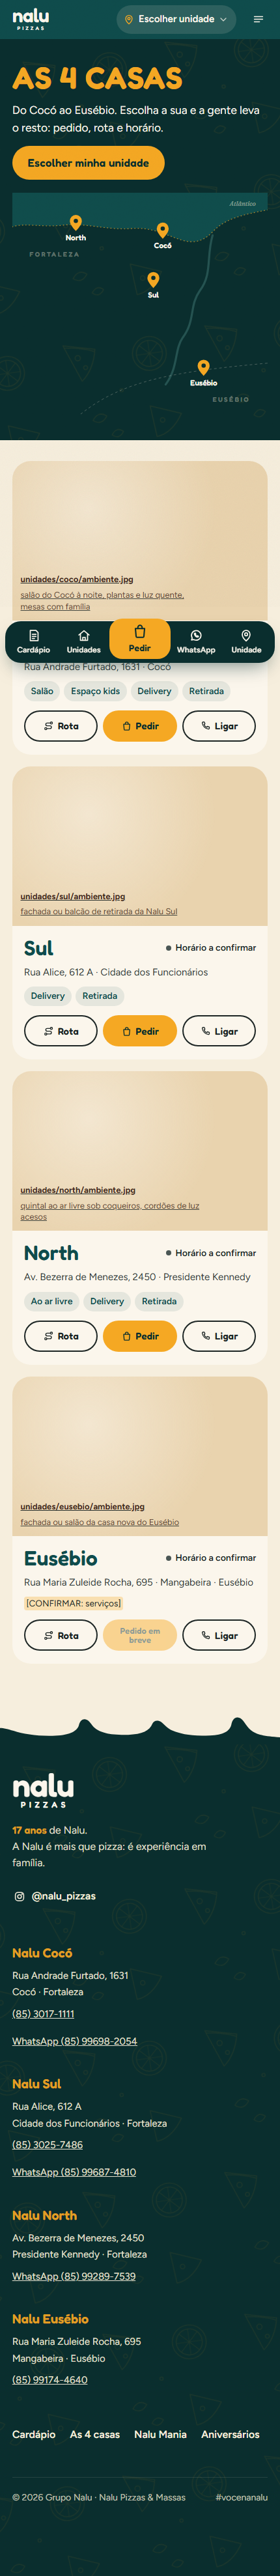 nalu
PIZZAS
Escolher unidade
AS 4 CASAS
Do Cocó ao Eusébio. Escolha a sua e a gente leva
o resto: pedido, rota e horário.
Escolher minha unidade
Atlântico
North
Cocó
FORTALEZA
Sul
Eusébio
EUSÉBIO
unidades/coco/ambiente.jpg
salão do Cocó à noite, plantas e luz quente,
mesas com família
Cardápio
Unidades
Pedir
WhatsApp
Unidade
Rua Andrade Furtado, 1631 · Cocó
Salão
Espaço kids
Delivery
Retirada
Rota
Pedir
Ligar
unidades/sul/ambiente.jpg
fachada ou balcão de retirada da Nalu Sul
Sul
Horário a confirmar
Rua Alice, 612 A · Cidade dos Funcionários
Delivery
Retirada
Rota
Pedir
Ligar
unidades/north/ambiente.jpg
quintal ao ar livre sob coqueiros, cordões de luz
acesos
North
Horário a confirmar
Av. Bezerra de Menezes, 2450 · Presidente Kennedy
Ao ar livre
Delivery
Retirada
Rota
Pedir
Ligar
unidades/eusebio/ambiente.jpg
fachada ou salão da casa nova do Eusébio
Eusébio
Horário a confirmar
Rua Maria Zuleide Rocha, 695 · Mangabeira · Eusébio
[CONFIRMAR: serviços]
Rota
Pedido em
breve
Ligar
nalu
PIZZAS
17 anos de Nalu.
A Nalu é mais que pizza: é experiência em
família.
@nalu_pizzas
Nalu Cocó
Rua Andrade Furtado, 1631
Cocó · Fortaleza
(85) 3017-1111
WhatsApp (85) 99698-2054
Nalu Sul
Rua Alice, 612 A
Cidade dos Funcionários · Fortaleza
(85) 3025-7486
WhatsApp (85) 99687-4810
Nalu North
Av. Bezerra de Menezes, 2450
Presidente Kennedy · Fortaleza
WhatsApp (85) 99289-7539
Nalu Eusébio
Rua Maria Zuleide Rocha, 695
Mangabeira · Eusébio
(85) 99174-4640
Cardápio
As 4 casas
Nalu Mania
Aniversários
© 2026 Grupo Nalu · Nalu Pizzas & Massas
#vocenanalu